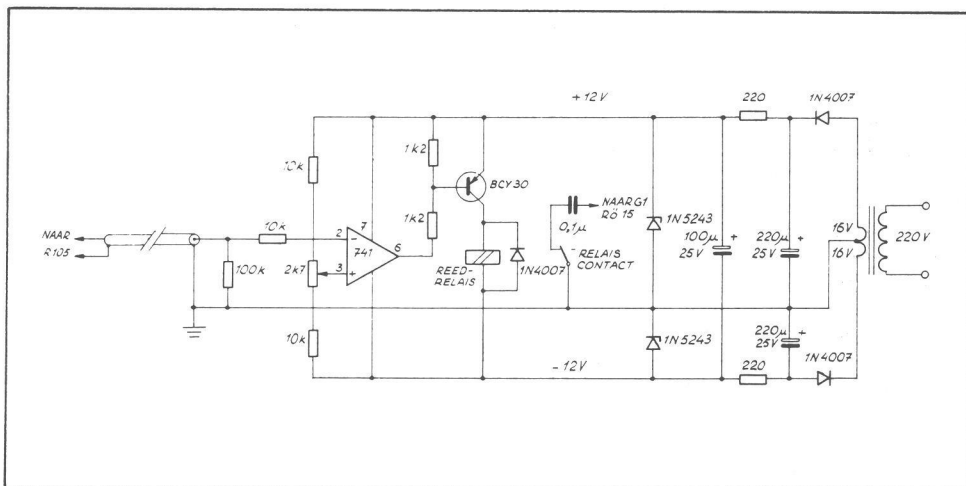 +12V
220
1N4007
1k2
10k
BCY30
NAAR G1
RÖ 15
16V
16V
220V
0,1µ
1N5243
100µ
25V
+
220µ
25V
+
NAAR
R105
10k
2
-
7
741
6
3
+
1k2
2k7
100k
REED-
RELAIS
1N4007
RELAIS
CONTACT
10k
1N5243
220µ
25V
+
-12V
220
1N4007